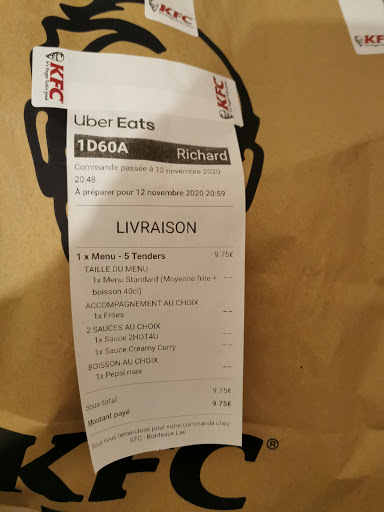 KFC
KFC
KFC
KFC
Uber Eats
1D60A Richard
Commande passée à 12 novembre 2020
20:48
À préparer pour 12 novembre 2020 20:59
LIVRAISON
1 x Menu - 5 Tenders 9.75€
TAILLE DU MENU
1x Menu Standard (Moyenne frite + --
boisson 40cl)
ACCOMPAGNEMENT AU CHOIX
1x Frites --
2 SAUCES AU CHOIX
1x Sauce 2HOT4U --
1x Sauce Creamy Curry --
BOISSON AU CHOIX
1x Pepsi max --
Sous-total 9.75€
Montant payé 9.75€
Nous vous remercions pour votre commande chez
KFC - Bordeaux Lac.
KFC®